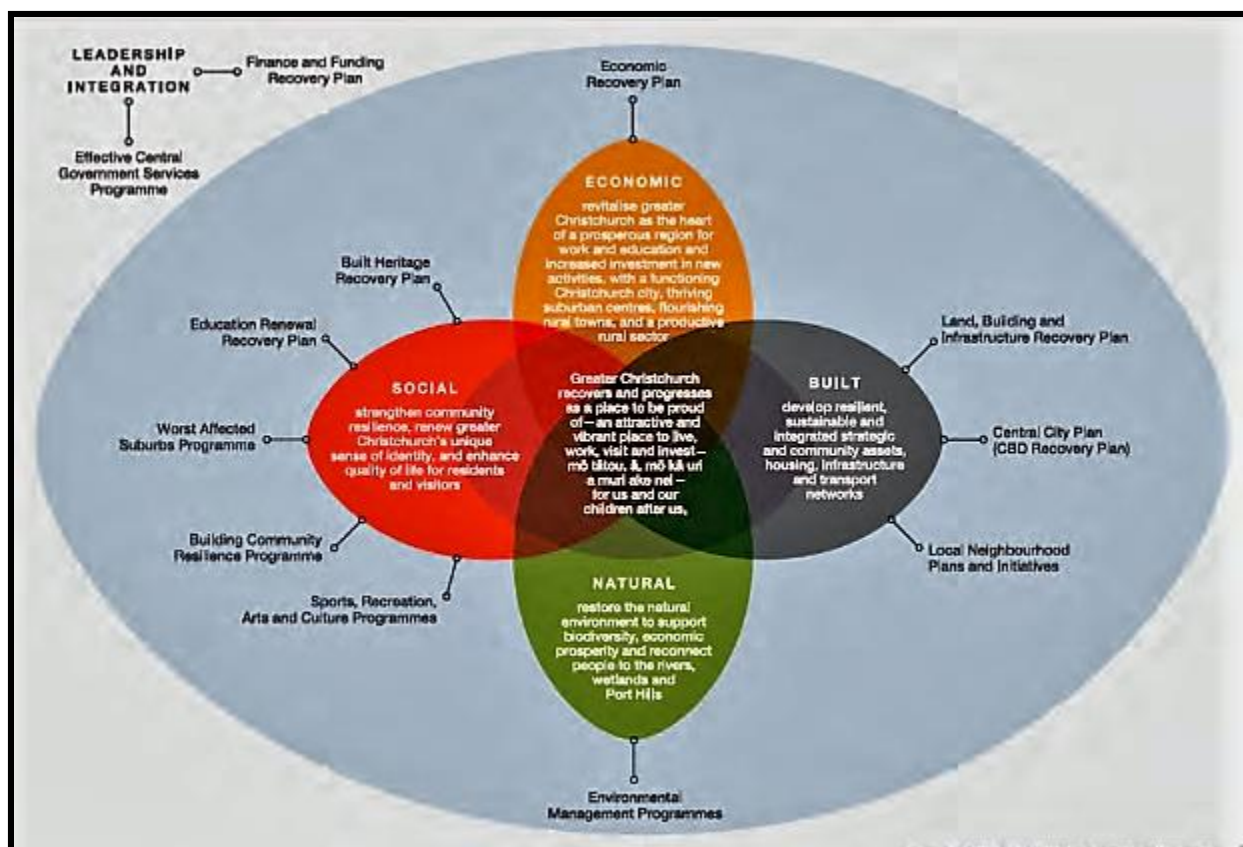 LEADERSHIP
AND
INTEGRATION
Finance and Funding
Recovery Plan
Effective Central
Government Services
Programme
Economic
Recovery Plan
ECONOMIC
revitalise greater
Christchurch as the heart
of a prosperous region for
work and education and
increased investment in new
activities, with a functioning
Christchurch city, thriving
suburban centres, flourishing
rural towns, and a productive
rural sector
Built Heritage
Recovery Plan
Education Renewal
Recovery Plan
Worst Affected
Suburbs Programme
Building Community
Resilience Programme
Sports, Recreation,
Arts and Culture Programmes
SOCIAL
strengthen community
resilience, renew greater
Christchurch's unique
sense of identity, and enhance
quality of life for residents
and visitors
Greater Christchurch
recovers and progresses
as a place to be proud
of – an attractive and
vibrant place to live,
work, visit and invest –
mō tātou, ā, mō kā uri
a muri ake nei –
for us and our
children after us.
BUILT
develop resilient,
sustainable and
integrated strategic
and community assets,
housing, infrastructure
and transport
networks
Land, Building and
Infrastructure Recovery Plan
Central City Plan
(CBD Recovery Plan)
Local Neighbourhood
Plans and Initiatives
NATURAL
restore the natural
environment to support
biodiversity, economic
prosperity and reconnect
people to the rivers,
wetlands and
Port Hills
Environmental
Management Programmes